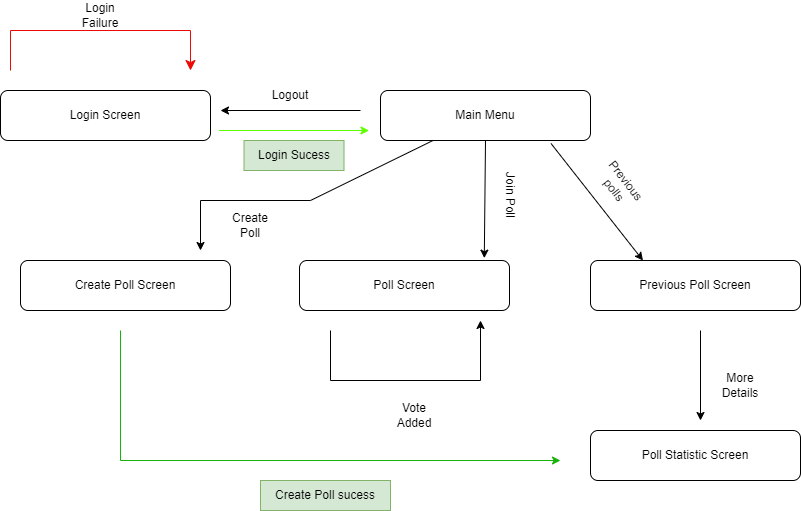 Login
Failure
Logout
Login Screen
Main Menu
Login Sucess
Previous
polls
Join Poll
Create
Poll
Create Poll Screen
Poll Screen
Previous Poll Screen
More
Details
Vote
Added
Poll Statistic Screen
Create Poll sucess